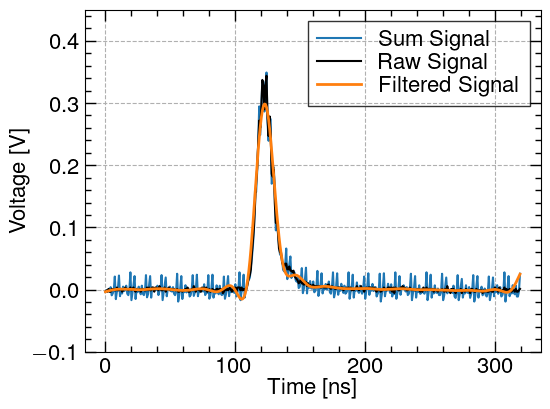 Sum Signal
Raw Signal
Filtered Signal
0.4
0.3
0.2
0.1
0.0
−0.1
Voltage [V]
0 100 200 300
Time [ns]